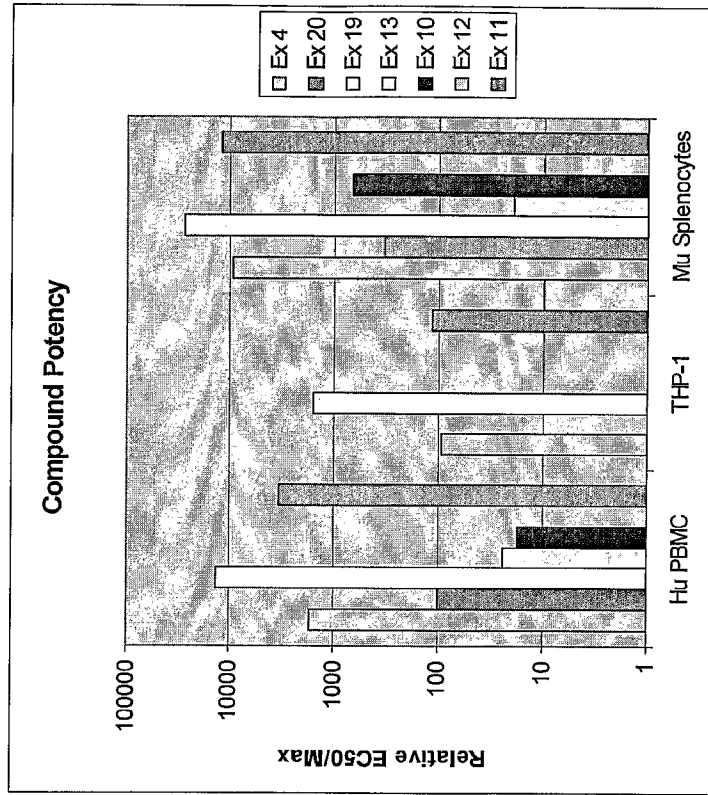 Compound Potency
Relative EC50/Max
100000
10000
1000
100
10
1
Hu PBMC
THP-1
Mu Splenocytes
Ex 4
Ex 20
Ex 19
Ex 13
Ex 10
Ex 12
Ex 11